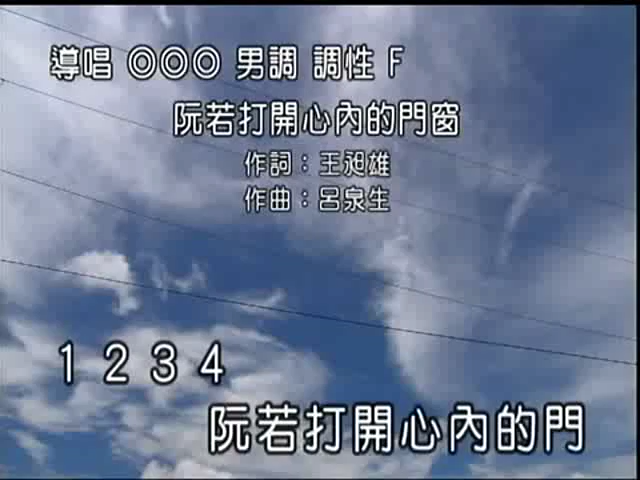 導唱 ◎◎◎ 男調 調性 F
阮若打開心內的門窗
作詞：王昶雄
作曲：呂泉生
1 2 3 4
阮若打開心內的門